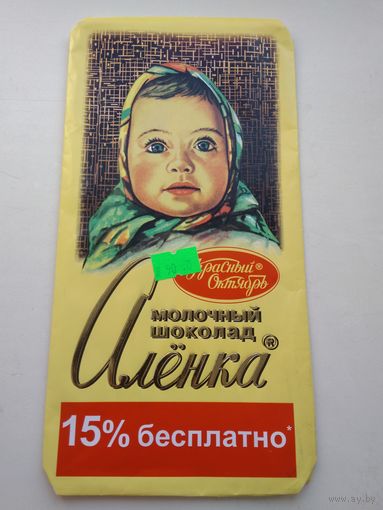 Красный®
Октябрь
молочный
шоколад
Алёнка®
15% бесплатно*
www.ay.by